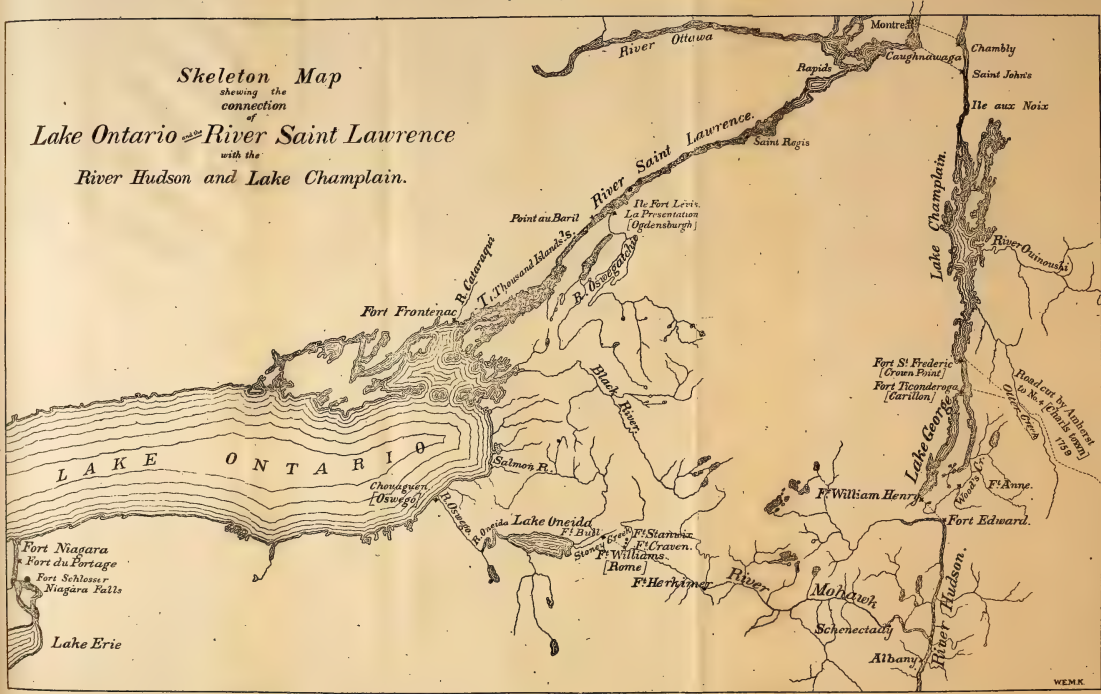 Skeleton Map
shewing the
connection
of
Lake Ontario and the River Saint Lawrence
with the
River Hudson and Lake Champlain.
River Ottawa
Montreal
Caughnawaga
Rapids
Chambly
Saint John's
Ile aux Noix
River Saint Lawrence.
Saint Regis
Lake Champlain.
River Ouinouski
Point au Baril
Ile Fort Lévis.
La Présentation
[Ogdensburgh]
Thousand Islands
R. Oswegatchie
R. Cataraqui
Fort Frontenac
Black River.
Fort St. Frederic
[Crown Point]
Fort Ticonderoga
[Carillon]
Road cut by Amherst
to No. 4 [Charlstown]
1759
Otter Creek
Lake George
LAKE ONTARIO
Salmon R.
Chouaguen
[Oswego]
R. Oswego.
R. Oneida
Lake Oneida
Ft. Bull
Stoney Creek
Ft. Stanwix
Ft. Craven.
Ft. Williams.
[Rome]
Ft. Herkimer
Ft. William Henry
Wood's Cr.
Ft. Anne.
Fort Edward.
Fort Niagara
Fort du Portage
Fort Schlosser
Niagara Falls
Lake Erie
River Mohawk
Schenectady
Albany
River Hudson.
W.E.M.K.